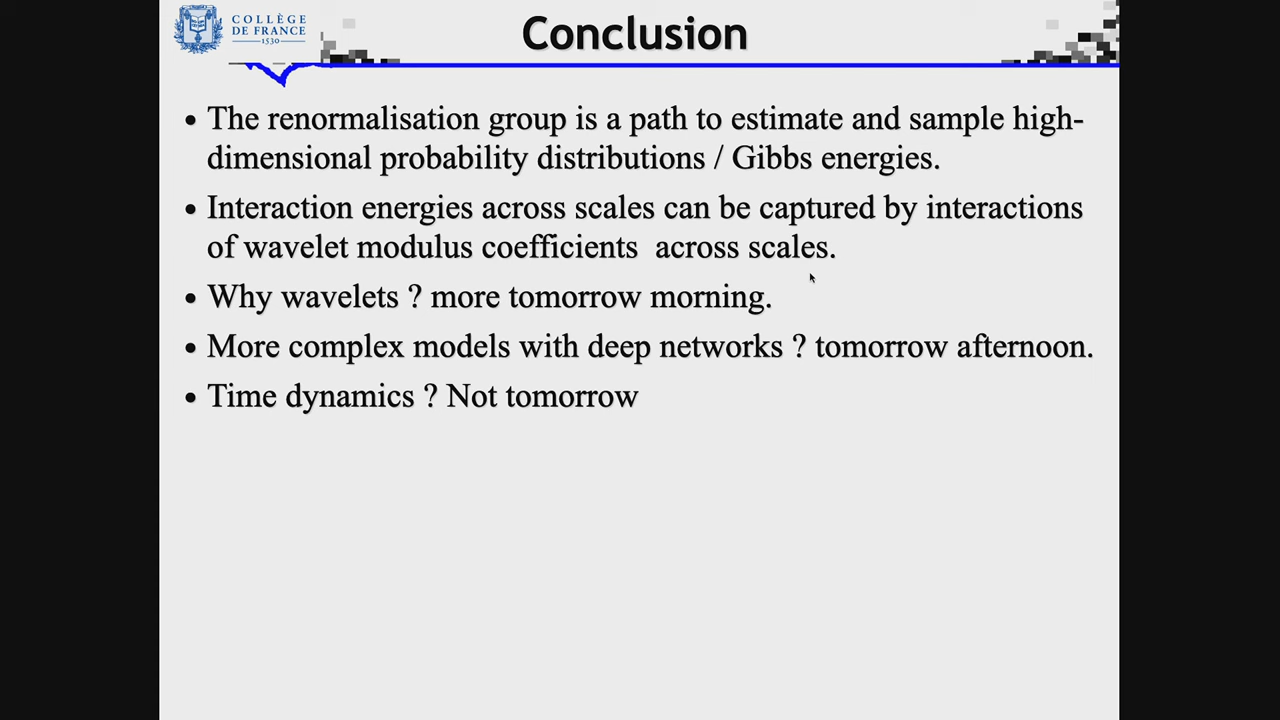 COLLÈGE
DE FRANCE
1530
Conclusion
• The renormalisation group is a path to estimate and sample high-
dimensional probability distributions / Gibbs energies.
• Interaction energies across scales can be captured by interactions
of wavelet modulus coefficients  across scales.
• Why wavelets ? more tomorrow morning.
• More complex models with deep networks ? tomorrow afternoon.
• Time dynamics ? Not tomorrow